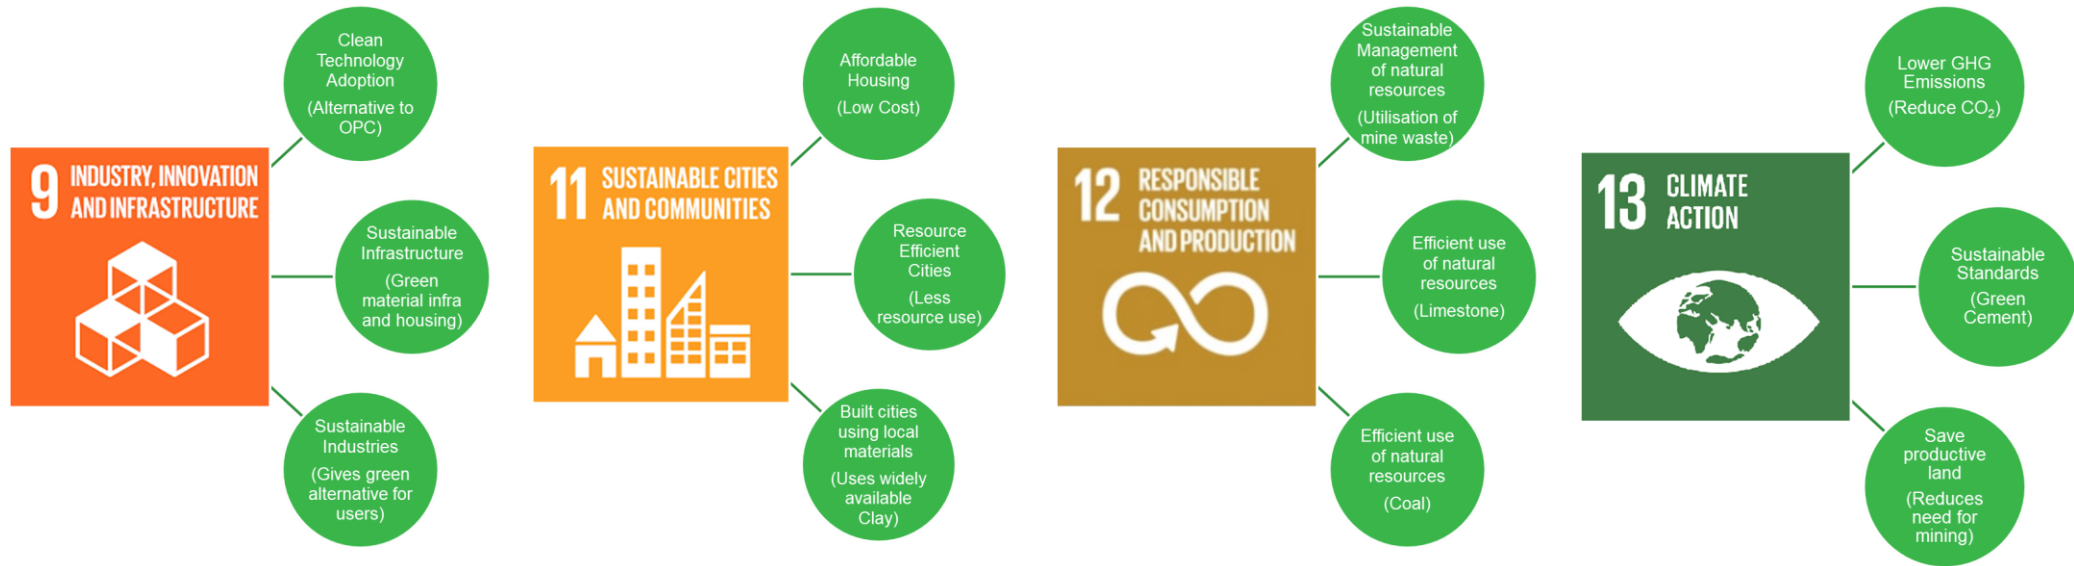 9 INDUSTRY, INNOVATION
AND INFRASTRUCTURE
Clean
Technology
Adoption
(Alternative to
OPC)
Sustainable
Infrastructure
(Green
material infra
and housing)
Sustainable
Industries
(Gives green
alternative for
users)
11 SUSTAINABLE CITIES
AND COMMUNITIES
Affordable
Housing
(Low Cost)
Resource
Efficient
Cities
(Less
resource use)
Built cities
using local
materials
(Uses widely
available
Clay)
12 RESPONSIBLE
CONSUMPTION
AND PRODUCTION
Sustainable
Management
of natural
resources
(Utilisation of
mine waste)
Efficient use
of natural
resources
(Limestone)
Efficient use
of natural
resources
(Coal)
13 CLIMATE
ACTION
Lower GHG
Emissions
(Reduce CO₂)
Sustainable
Standards
(Green
Cement)
Save
productive
land
(Reduces
need for
mining)